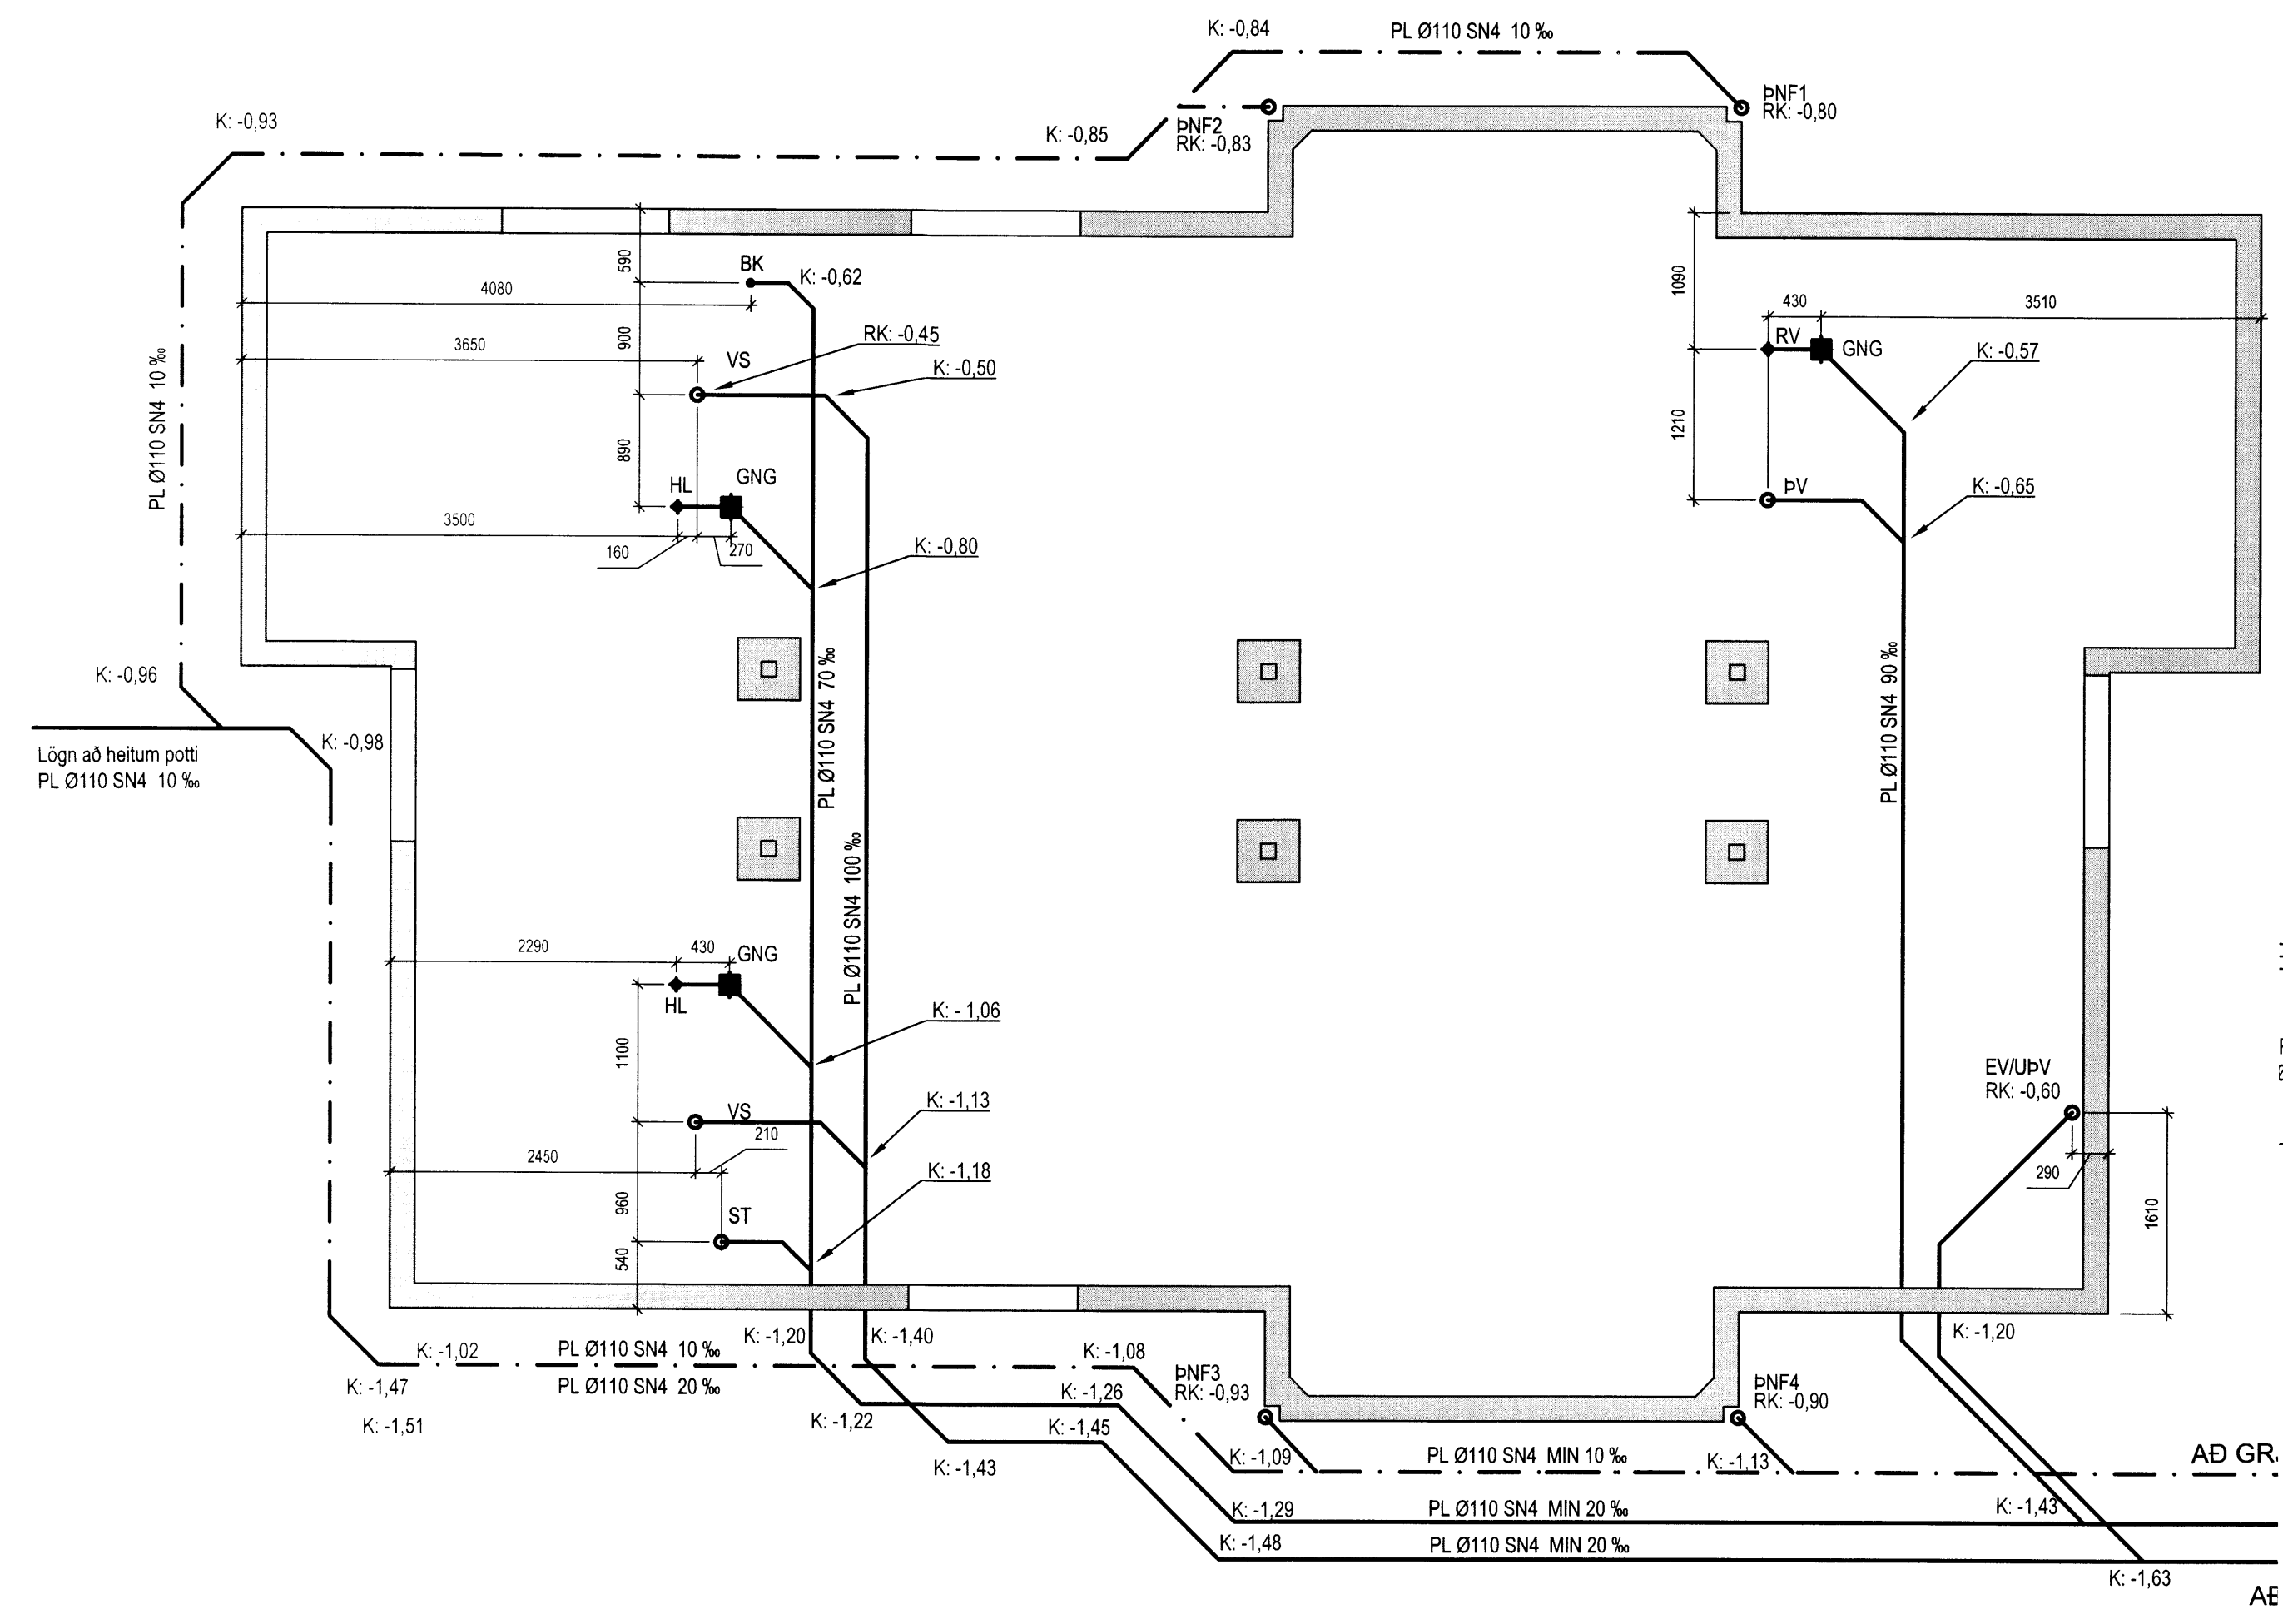 K: -0,84
PL Ø110 SN4 10 ‰
ÞNF1
RK: -0,80
K: -0,93
K: -0,85
ÞNF2
RK: -0,83
590
BK
K: -0,62
4080
1090
430
3510
900
RK: -0,45
RV
GNG
K: -0,57
3650
VS
K: -0,50
PL Ø110 SN4 10 ‰
890
1210
HL
GNG
ÞV
K: -0,65
3500
160
270
K: -0,80
K: -0,96
PL Ø110 SN4 70 ‰
PL Ø110 SN4 90 ‰
K: -0,98
Lögn að heitum potti
PL Ø110 SN4 10 ‰
PL Ø110 SN4 100 ‰
2290
430
GNG
HL
K: - 1,06
1100
EV/UÞV
RK: -0,60
VS
K: -1,13
210
2450
K: -1,18
290
960
ST
1610
540
K: -1,20
K: -1,40
K: -1,20
K: -1,02
PL Ø110 SN4 10 ‰
K: -1,08
K: -1,47
PL Ø110 SN4 20 ‰
K: -1,26
ÞNF3
RK: -0,93
ÞNF4
RK: -0,90
K: -1,51
K: -1,22
K: -1,45
K: -1,43
K: -1,09
PL Ø110 SN4 MIN 10 ‰
K: -1,13
AÐ
K: -1,29
PL Ø110 SN4 MIN 20 ‰
K: -1,43
K: -1,48
PL Ø110 SN4 MIN 20 ‰
K: -1,63